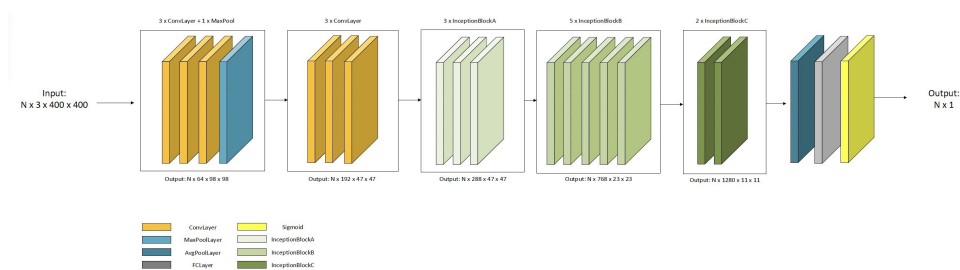 3 x ConvLayer + 1 x MaxPool
3 x ConvLayer
3 x InceptionBlockA
5 x InceptionBlockB
2 x InceptionBlockC
Input:
N x 3 x 400 x 400
Output:
N x 1
Output: N x 64 x 98 x 98
Output: N x 192 x 47 x 47
Output: N x 288 x 47 x 47
Output: N x 768 x 23 x 23
Output: N x 1280 x 11 x 11
ConvLayer
Sigmoid
MaxPoolLayer
InceptionBlockA
AvgPoolLayer
InceptionBlockB
FCLayer
InceptionBlockC